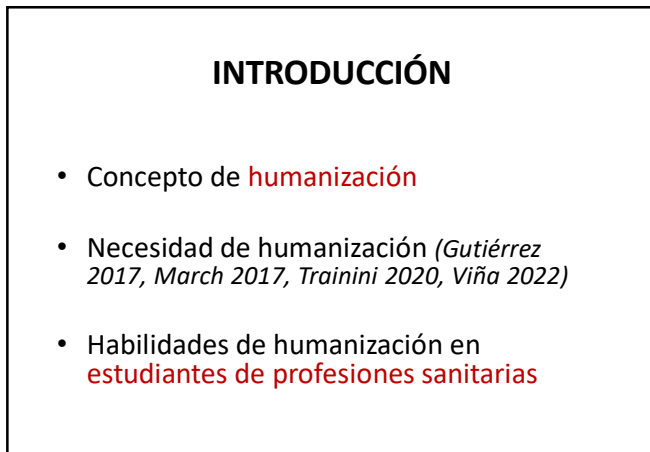 INTRODUCCIÓN
• Concepto de humanización
• Necesidad de humanización (Gutiérrez
2017, March 2017, Trainini 2020, Viña 2022)
• Habilidades de humanización en
estudiantes de profesiones sanitarias